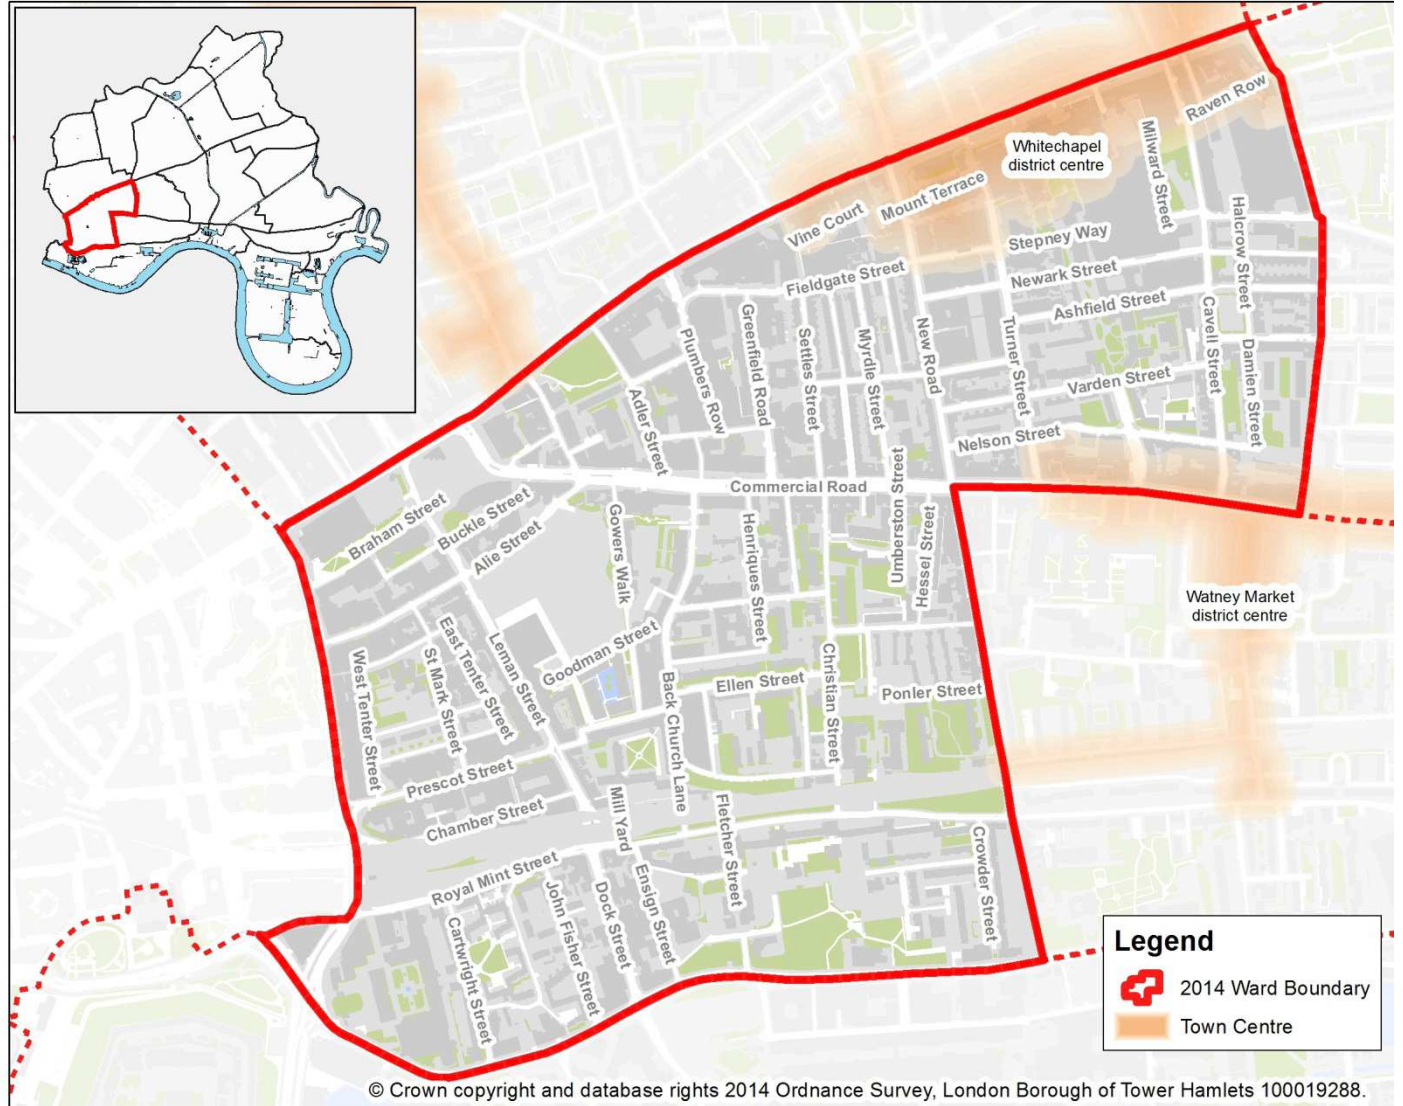 Raven Row
Whitechapel
district centre
Milward Street
Mount Terrace
Vine Court
Halcrow Street
Stepney Way
Fieldgate Street
Newark Street
Ashfield Street
Plumbers Row
Greenfield Road
Settles Street
Myrdle Street
New Road
Turner Street
Cavell Street
Damien Street
Varden Street
Adler Street
Nelson Street
Commercial Road
Umberston Street
Hessel Street
Braham Street
Buckle Street
Alie Street
Gowers Walk
Henriques Street
Watney Market
district centre
East Tenter Street
St Mark Street
West Tenter Street
Leman Street
Goodman Street
Back Church Lane
Ellen Street
Christian Street
Ponler Street
Prescot Street
Chamber Street
Mill Yard
Fletcher Street
Crowder Street
Royal Mint Street
Ensign Street
Dock Street
John Fisher Street
Cartwright Street
Legend
2014 Ward Boundary
Town Centre
© Crown copyright and database rights 2014 Ordnance Survey, London Borough of Tower Hamlets 100019288.